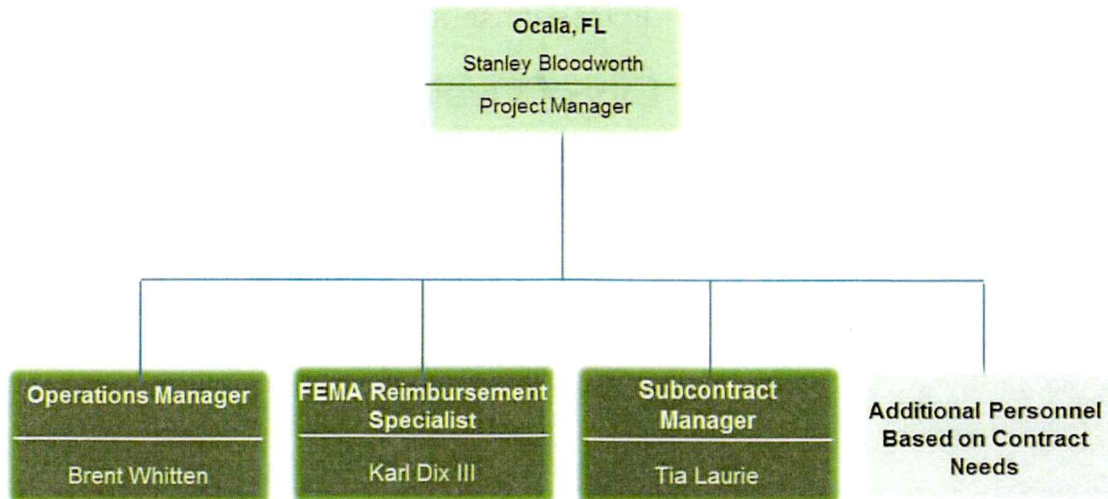 Ocala, FL
Stanley Bloodworth
Project Manager
Operations Manager
Brent Whitten
FEMA Reimbursement
Specialist
Karl Dix III
Subcontract
Manager
Tia Laurie
Additional Personnel
Based on Contract
Needs